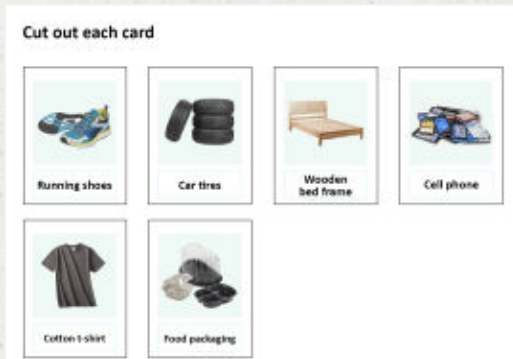 Cut out each card
Running shoes
Car tires
Wooden
bed frame
Cell phone
Cotton t-shirt
Food packaging